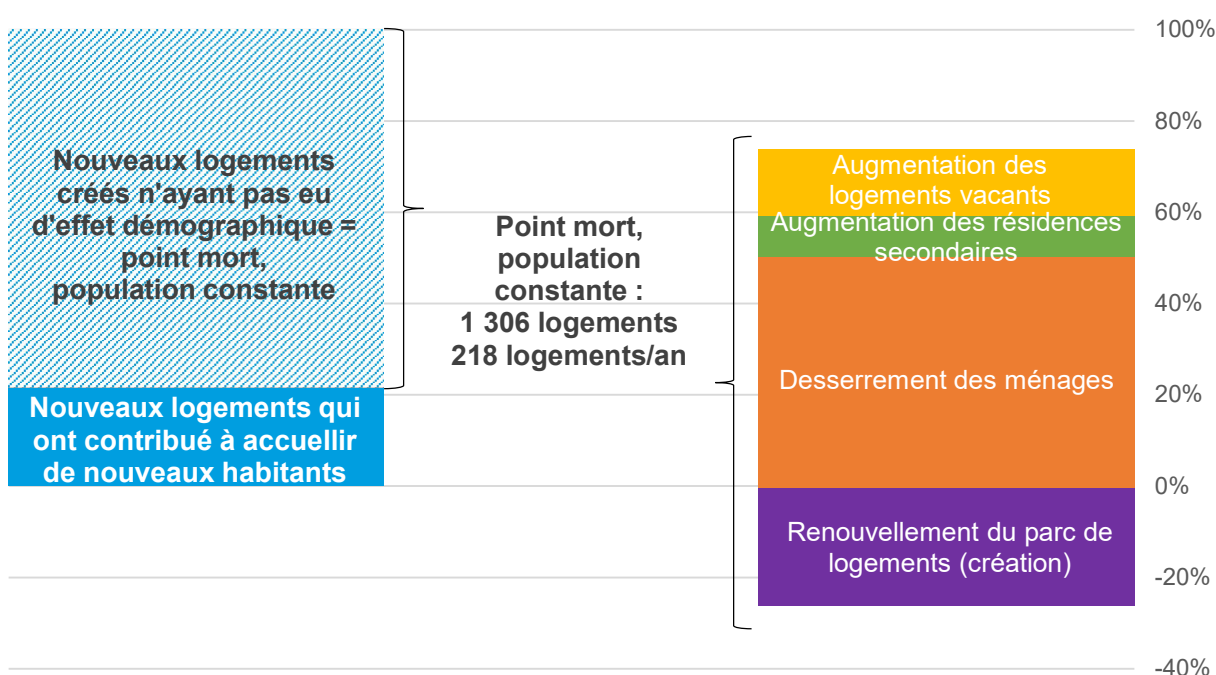 Nouveaux logements
créés n'ayant pas eu
d'effet démographique =
point mort,
population constante
Nouveaux logements qui
ont contribué à accuellir
de nouveaux habitants
Point mort,
population
constante :
1 306 logements
218 logements/an
Augmentation des
logements vacants
Augmentation des résidences
secondaires
Desserrement des ménages
Renouvellement du parc de
logements (création)
100%
80%
60%
40%
20%
0%
-20%
-40%